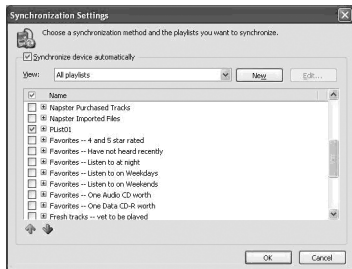 Synchronization Settings
Choose a synchronization method and the playlists you want to synchronize.
Synchronize device automatically
View: All playlists New Edit...
Name
Napster Purchased Tracks
Napster Imported Files
PList01
Favorites -- 4 and 5 star rated
Favorites -- Have not heard recently
Favorites -- Listen to at night
Favorites -- Listen to on Weekdays
Favorites -- Listen to on Weekends
Favorites -- One Audio CD worth
Favorites -- One Data CD-R worth
Fresh tracks -- yet to be played
OK Cancel